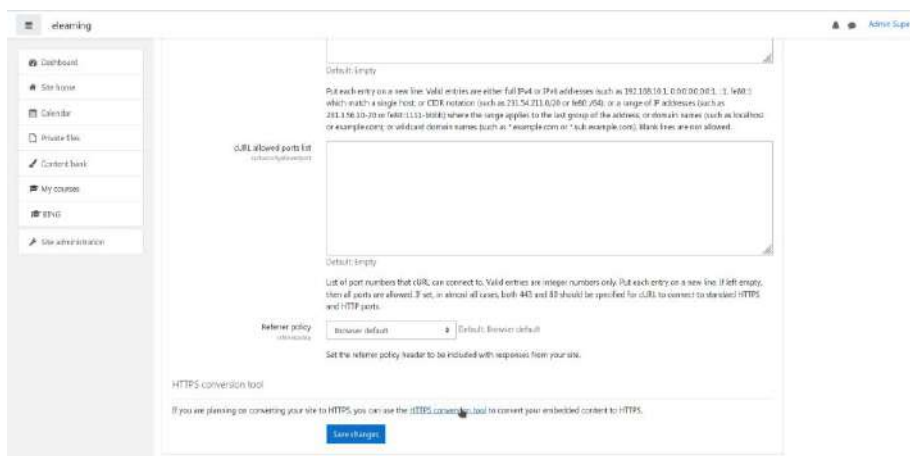 elearning
Admin Supe
Dashboard
Site home
Calendar
Private files
Content bank
My courses
BING
Site administration
Default: Empty
Put each entry on a new line. Valid entries are either full IPv4 or IPv6 addresses (such as 192.168.10.1, 0:0:0:0:0:0:0:1, ::1, fe80::)
which match a single host; or CIDR notation (such as 231.54.211.0/20 or fe80::/64); or a range of IP addresses (such as
231.3.56.10-20 or fe80::1111-bbbb) where the range applies to the last group of the address; or domain names (such as localhost
or example.com); or wildcard domain names (such as *.example.com or *.sub.example.com). Blank lines are not allowed.
cURL allowed ports list
curlsecurityallowedport
Default: Empty
List of port numbers that cURL can connect to. Valid entries are integer numbers only. Put each entry on a new line. If left empty,
then all ports are allowed. If set, in almost all cases, both 443 and 80 should be specified for cURL to connect to standard HTTPS
and HTTP ports.
Referrer policy
referrerpolicy
Browser default
Default: Browser default
Set the referrer policy header to be included with responses from your site.
HTTPS conversion tool
If you are planning on converting your site to HTTPS, you can use the HTTPS conversion tool to convert your embedded content to HTTPS.
Save changes